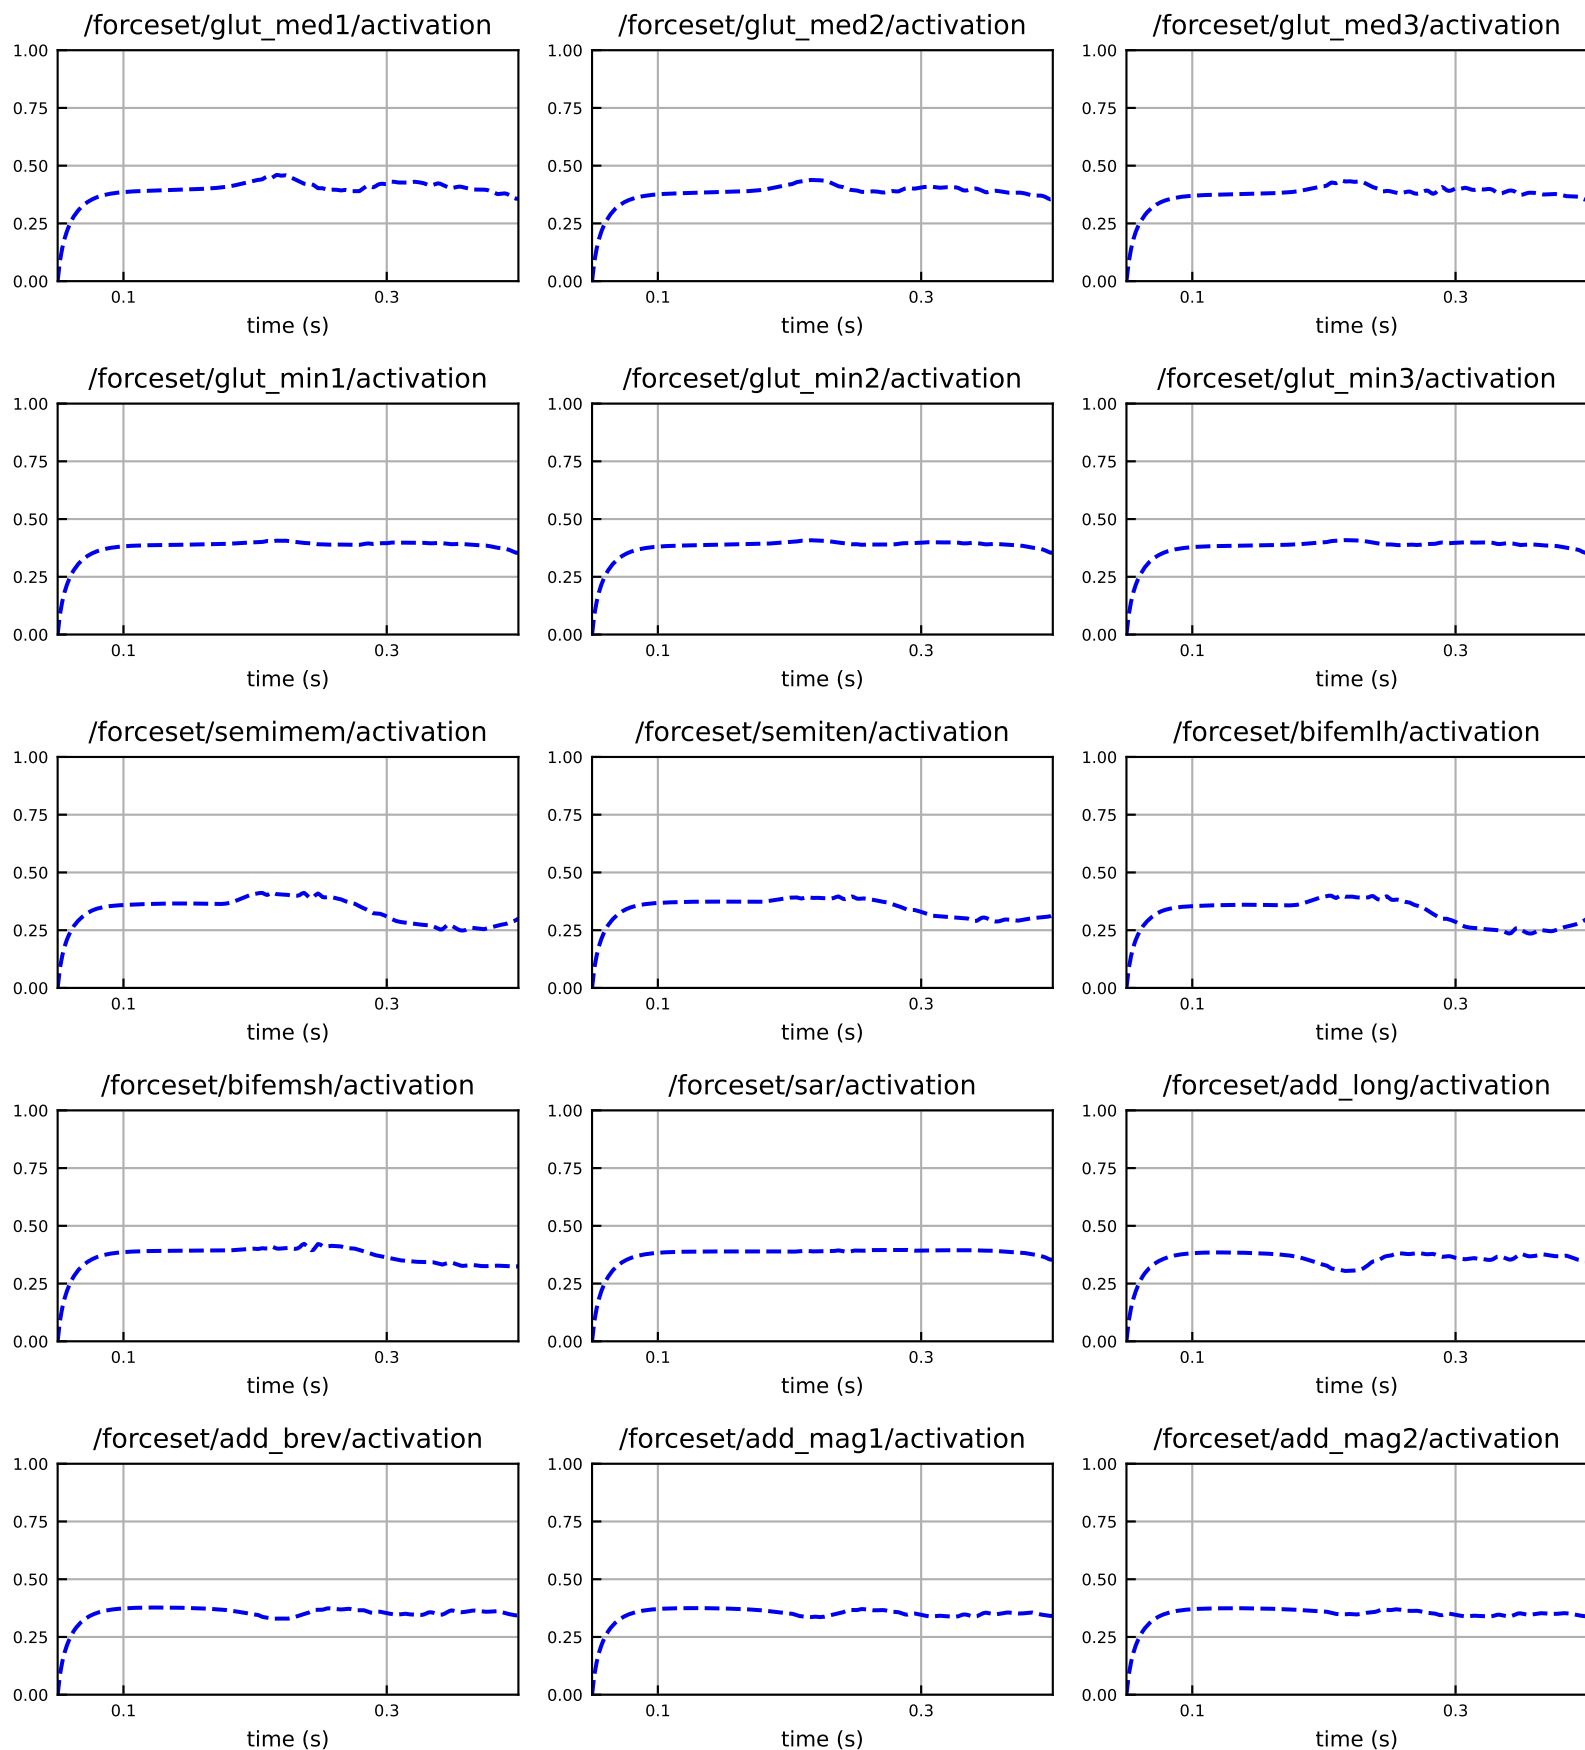 /forceset/glut_med1/activation /forceset/glut_med2/activation /forceset/glut_med3/activation
1.00 1.00 1.00
0.75 0.75 0.75
0.50 0.50 0.50
0.25 0.25 0.25
0.00 0.00 0.00
0.1 0.3 0.1 0.3 0.1 0.3
time (s) time (s) time (s)
/forceset/glut_min1/activation /forceset/glut_min2/activation /forceset/glut_min3/activation
1.00 1.00 1.00
0.75 0.75 0.75
0.50 0.50 0.50
0.25 0.25 0.25
0.00 0.00 0.00
0.1 0.3 0.1 0.3 0.1 0.3
time (s) time (s) time (s)
/forceset/semimem/activation /forceset/semiten/activation /forceset/bifemlh/activation
1.00 1.00 1.00
0.75 0.75 0.75
0.50 0.50 0.50
0.25 0.25 0.25
0.00 0.00 0.00
0.1 0.3 0.1 0.3 0.1 0.3
time (s) time (s) time (s)
/forceset/bifemsh/activation /forceset/sar/activation /forceset/add_long/activation
1.00 1.00 1.00
0.75 0.75 0.75
0.50 0.50 0.50
0.25 0.25 0.25
0.00 0.00 0.00
0.1 0.3 0.1 0.3 0.1 0.3
time (s) time (s) time (s)
/forceset/add_brev/activation /forceset/add_mag1/activation /forceset/add_mag2/activation
1.00 1.00 1.00
0.75 0.75 0.75
0.50 0.50 0.50
0.25 0.25 0.25
0.00 0.00 0.00
0.1 0.3 0.1 0.3 0.1 0.3
time (s) time (s) time (s)